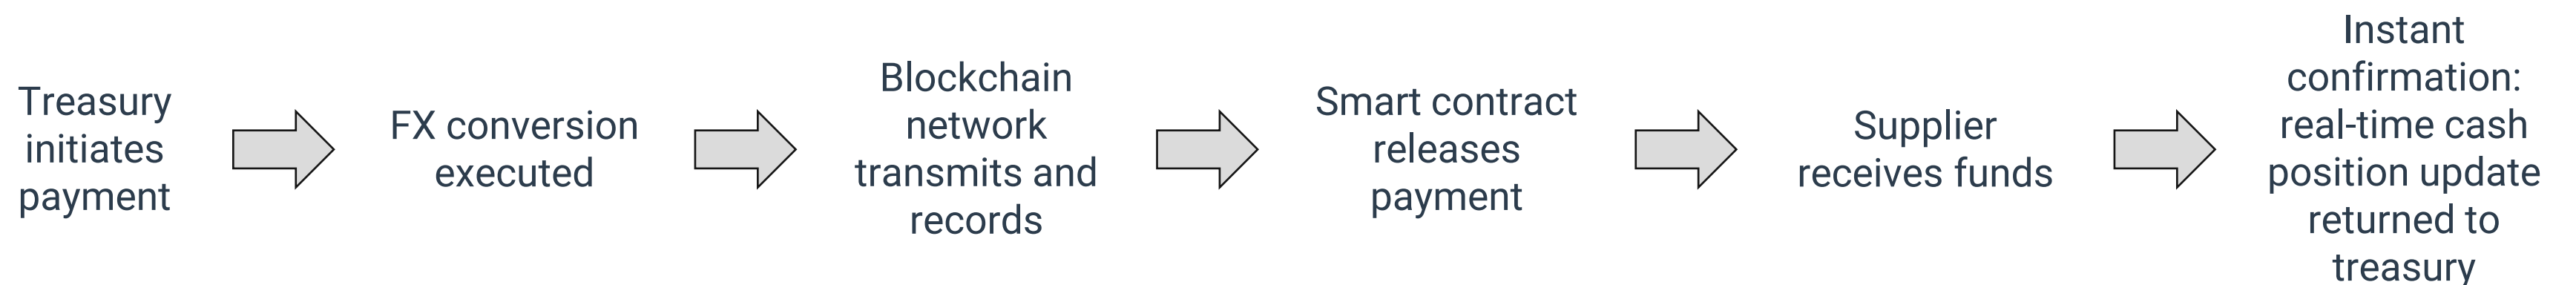 Treasury
initiates
payment
FX conversion
executed
Blockchain
network
transmits and
records
Smart contract
releases
payment
Supplier
receives funds
Instant
confirmation:
real-time cash
position update
returned to
treasury